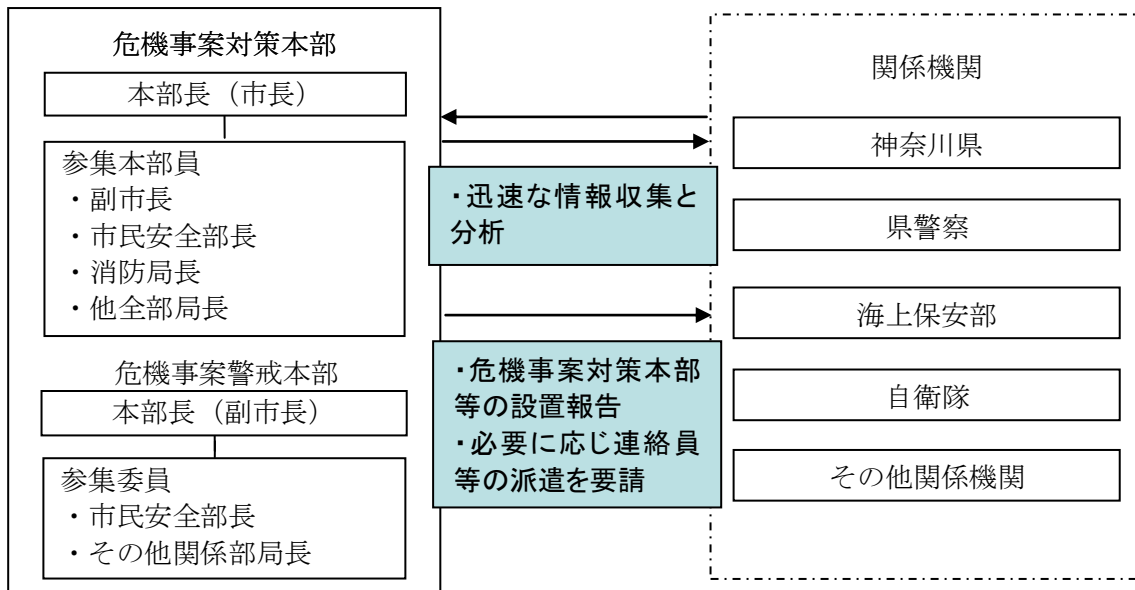 危機事案対策本部
本部長（市長）
参集本部員
・副市長
・市民安全部長
・消防局長
・他全部局長
危機事案警戒本部
本部長（副市長）
参集委員
・市民安全部長
・その他関係部局長
・迅速な情報収集と
分析
・危機事案対策本部
等の設置報告
・必要に応じ連絡員
等の派遣を要請
関係機関
神奈川県
県警察
海上保安部
自衛隊
その他関係機関